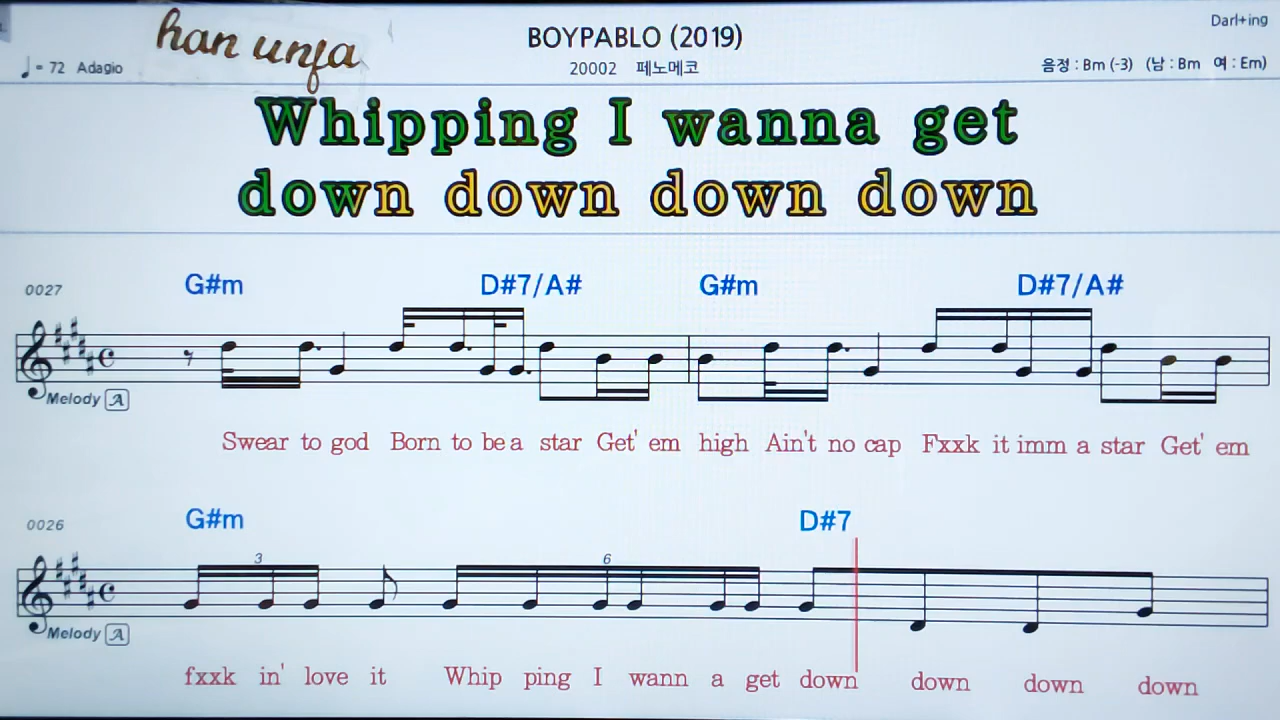 han unja
BOYPABLO (2019)
Darl+ing
♩= 72 Adagio
20002 페노메코
음정 : Bm (-3) (남 : Bm 여 : Em)
Whipping I wanna get
down down down down
0027
G#m D#7/A# G#m D#7/A#
Melody A
Swear to god Born to be a star Get' em high Ain't no cap Fxxk it imm a star Get' em
0026
G#m D#7
3 6
Melody A
fxxk in' love it Whip ping I wann a get down down down down